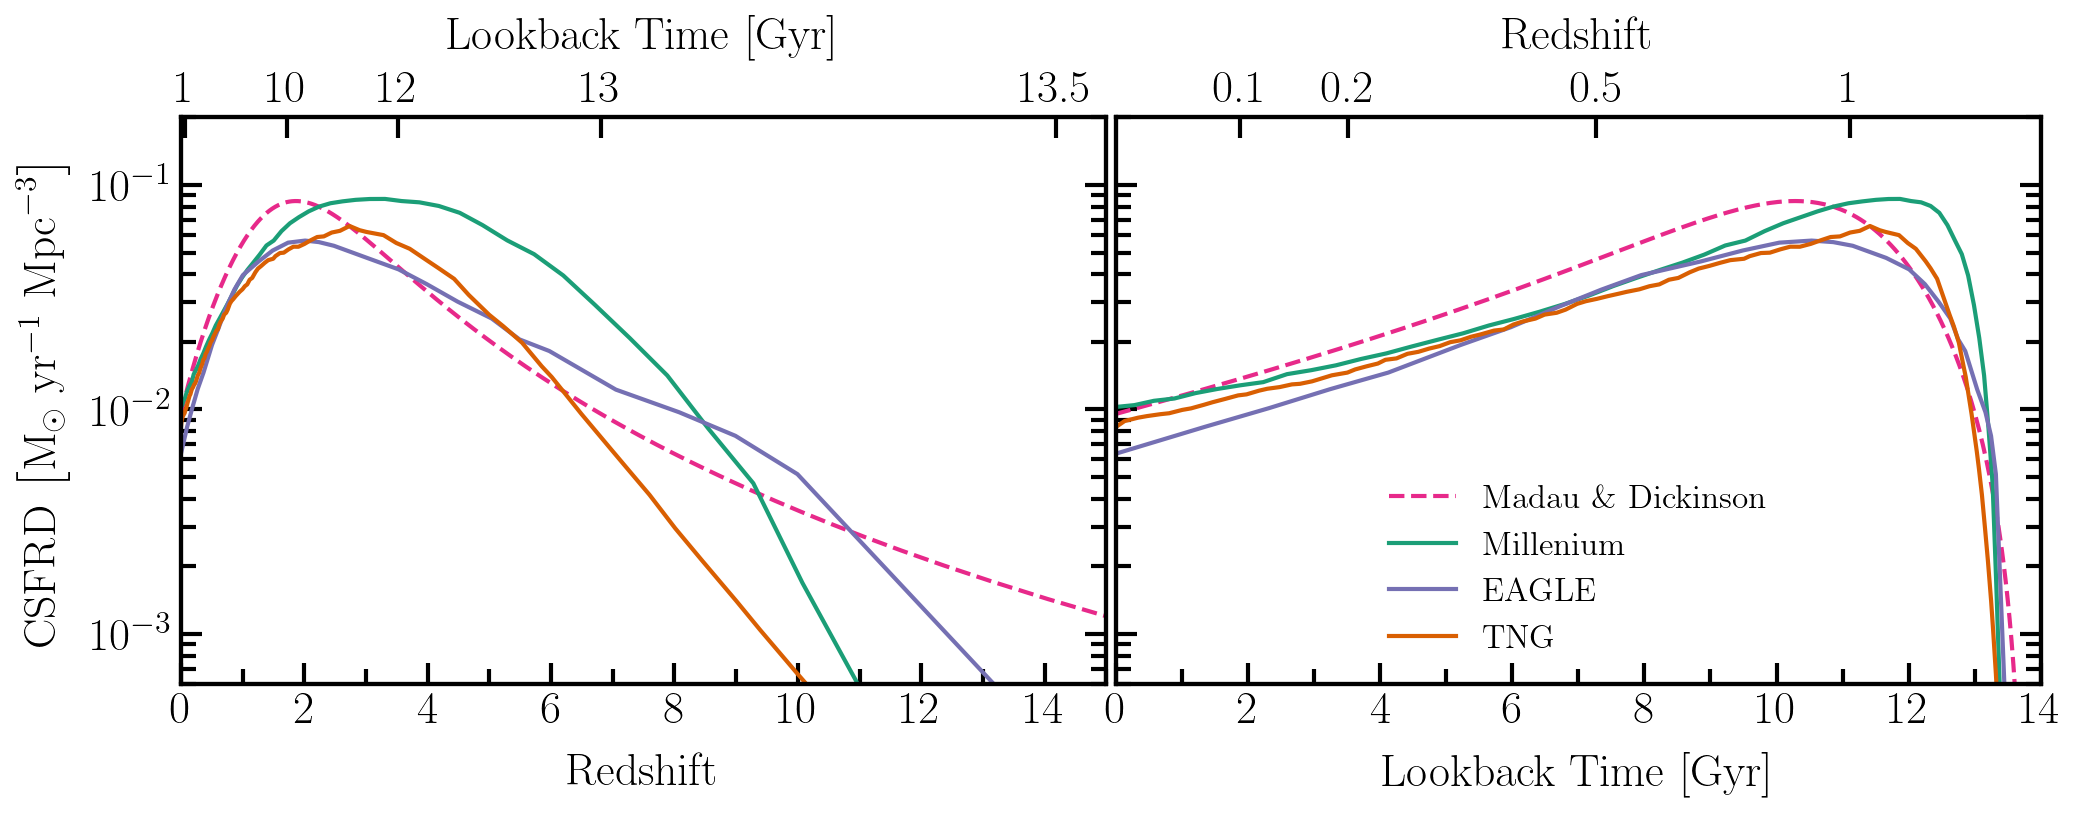 Lookback Time [Gyr]
Redshift
1 10 12 13 13.5
0.1 0.2 0.5 1
CSFRD [M⊙ yr⁻¹ Mpc⁻³]
10⁻¹
10⁻²
10⁻³
Madau & Dickinson
Millenium
EAGLE
TNG
0 2 4 6 8 10 12 14
0 2 4 6 8 10 12 14
Redshift
Lookback Time [Gyr]